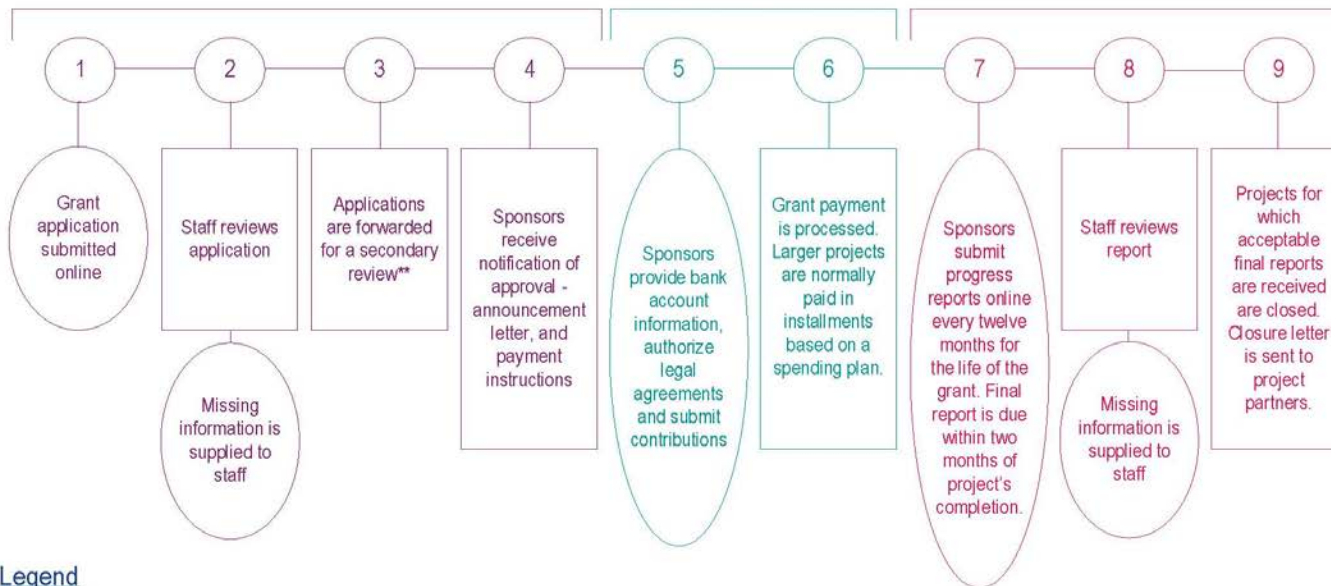 1
2
3
4
5
6
7
8
9
Grant
application
submitted
online
Staff reviews
application
Missing
information is
supplied to
staff
Applications
are forwarded
for a secondary
review**
Sponsors
receive
notification of
approval -
announcement
letter, and
payment
instructions
Sponsors
provide bank
account
information,
authorize
legal
agreements
and submit
contributions
Grant payment
is processed.
Larger projects
are normally
paid in
installments
based on a
spending plan.
Sponsors
submit
progress
reports online
every twelve
months for
the life of the
grant. Final
report is due
within two
months of
project's
completion.
Staff reviews
report
Missing
information is
supplied to
staff
Projects for
which
acceptable
final reports
are received
are closed.
Closure letter
is sent to
project
partners.
Legend